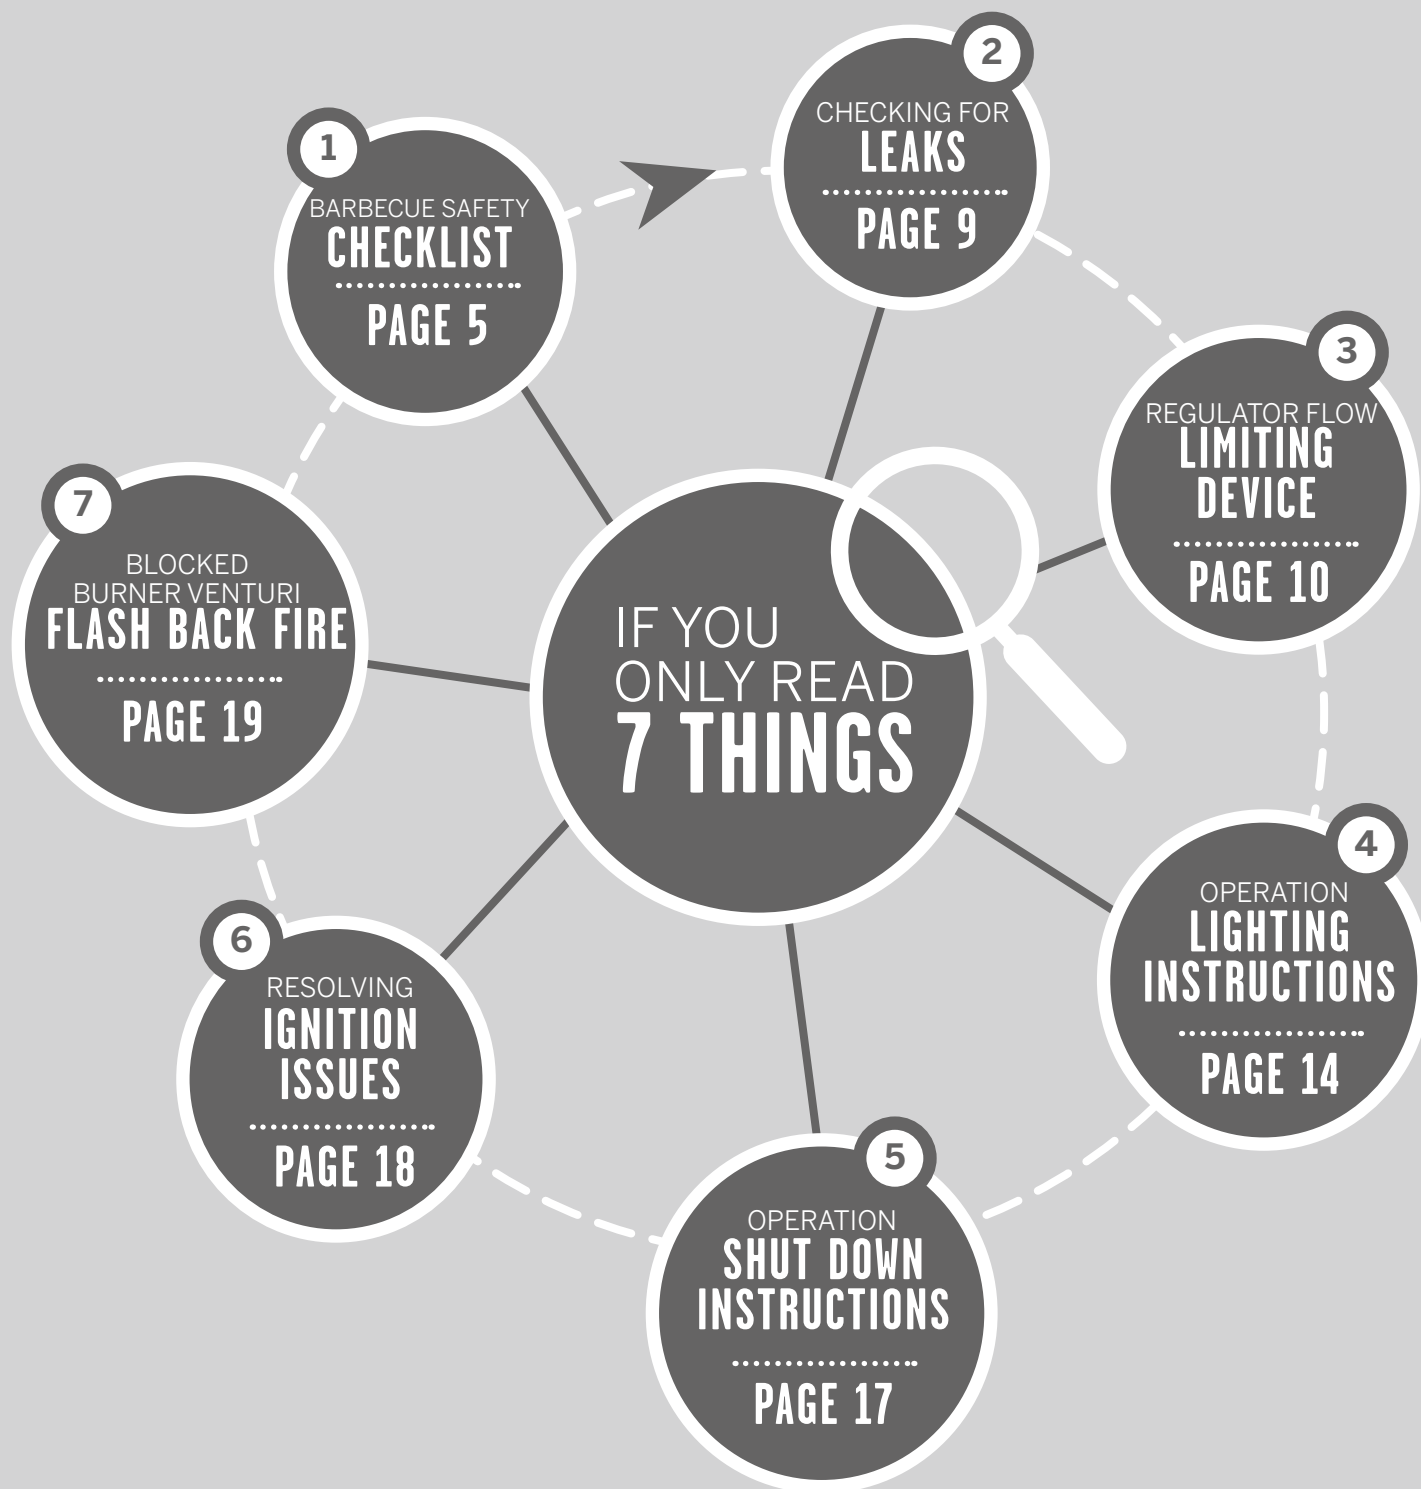 1
BARBECUE SAFETY
CHECKLIST
PAGE 5
2
CHECKING FOR
LEAKS
PAGE 9
3
REGULATOR FLOW
LIMITING
DEVICE
PAGE 10
4
OPERATION
LIGHTING
INSTRUCTIONS
PAGE 14
5
OPERATION
SHUT DOWN
INSTRUCTIONS
PAGE 17
6
RESOLVING
IGNITION
ISSUES
PAGE 18
7
BLOCKED
BURNER VENTURI
FLASH BACK FIRE
PAGE 19
IF YOU
ONLY READ
7 THINGS